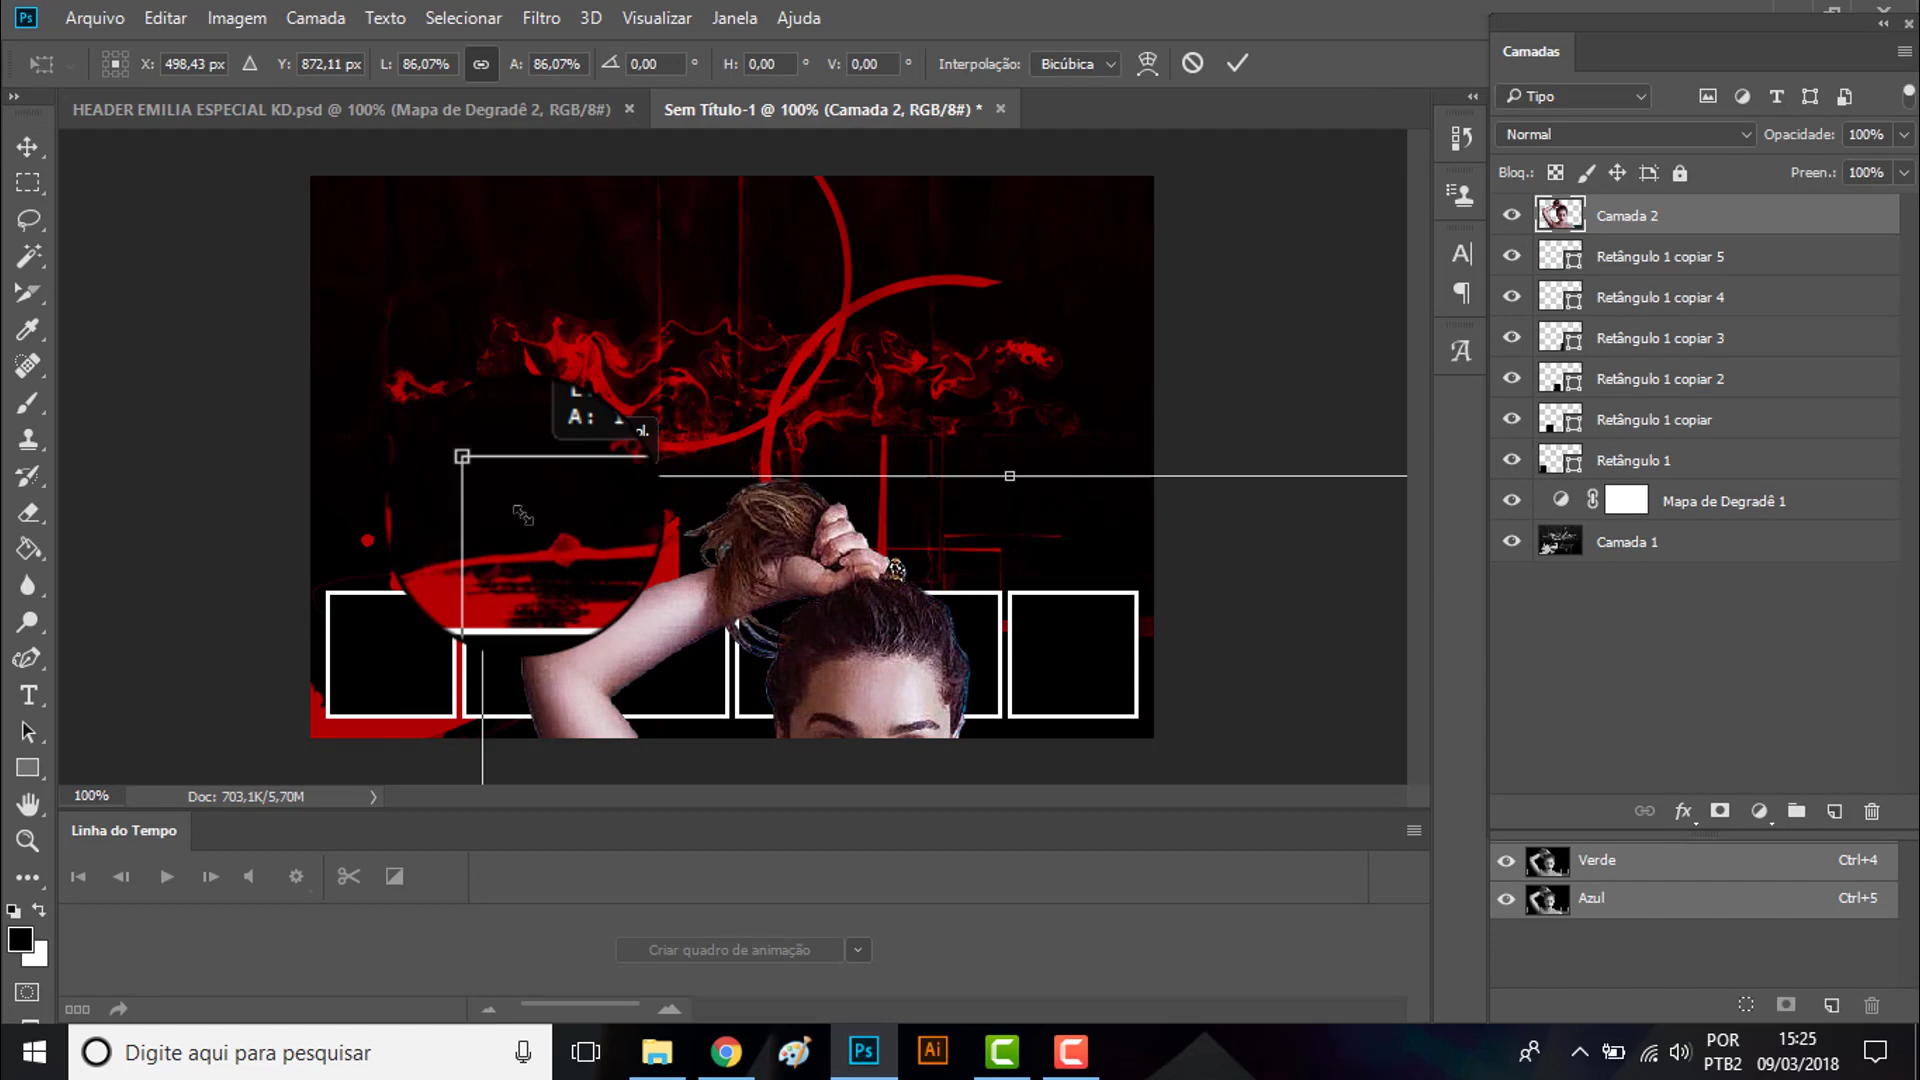 Ps Arquivo Editar Imagem Camada Texto Selecionar Filtro 3D Visualizar Janela Ajuda
X: 498,43 px Y: 872,11 px L: 86,07% A: 86,07% 0,00 ° H: 0,00 ° V: 0,00 ° Interpolação: Bicúbica
HEADER EMILIA ESPECIAL KD.psd @ 100% (Mapa de Degradê 2, RGB/8#) ×
Sem Título-1 @ 100% (Camada 2, RGB/8#) * ×
Camadas
Tipo
Normal Opacidade: 100%
Bloq.: Preen.: 100%
Camada 2
Retângulo 1 copiar 5
Retângulo 1 copiar 4
Retângulo 1 copiar 3
Retângulo 1 copiar 2
Retângulo 1 copiar
Retângulo 1
Mapa de Degradê 1
Camada 1
A:
ol.
100% Doc: 703,1K/5,70M
Linha do Tempo
Verde Ctrl+4
Azul Ctrl+5
Criar quadro de animação
Digite aqui para pesquisar
Ps
Ai
POR
PTB2
15:25
09/03/2018